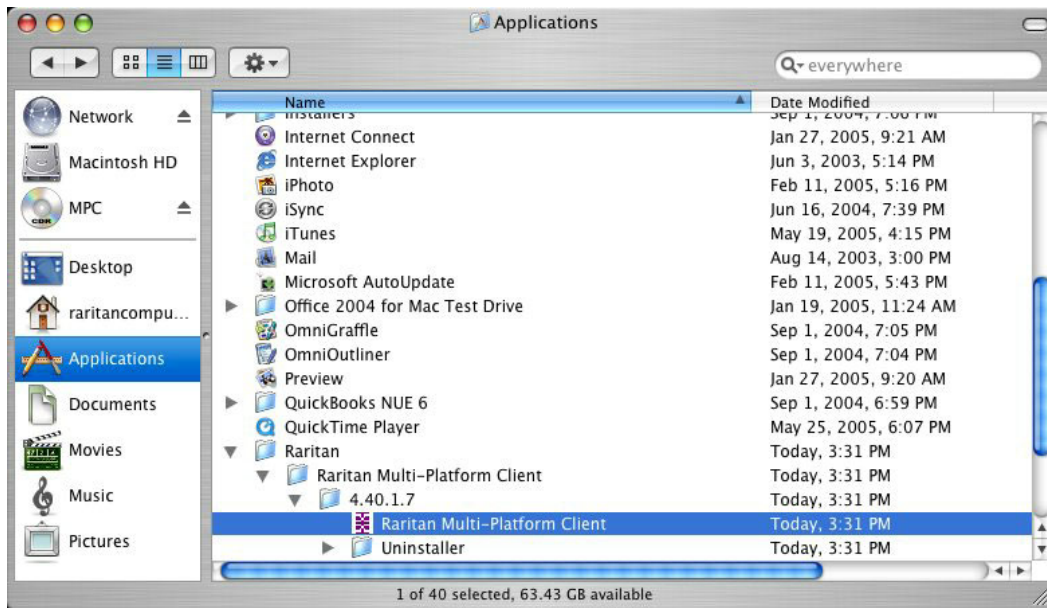 Applications
everywhere
Name Date Modified
Installers Sep 1, 2004, 7:06 PM
Internet Connect Jan 27, 2005, 9:21 AM
Internet Explorer Jun 3, 2003, 5:14 PM
iPhoto Feb 11, 2005, 5:16 PM
iSync Jun 16, 2004, 7:39 PM
iTunes May 19, 2005, 4:15 PM
Mail Aug 14, 2003, 3:00 PM
Microsoft AutoUpdate Feb 11, 2005, 5:43 PM
Office 2004 for Mac Test Drive Jan 19, 2005, 11:24 AM
OmniGraffle Sep 1, 2004, 7:05 PM
OmniOutliner Sep 1, 2004, 7:04 PM
Preview Jan 27, 2005, 9:20 AM
QuickBooks NUE 6 Sep 1, 2004, 6:59 PM
QuickTime Player May 25, 2005, 6:07 PM
Raritan Today, 3:31 PM
Raritan Multi-Platform Client Today, 3:31 PM
4.40.1.7 Today, 3:31 PM
Raritan Multi-Platform Client Today, 3:31 PM
Uninstaller Today, 3:31 PM
Network
Macintosh HD
CDR
MPC
Desktop
raritancompu...
Applications
Documents
Movies
Music
Pictures
1 of 40 selected, 63.43 GB available